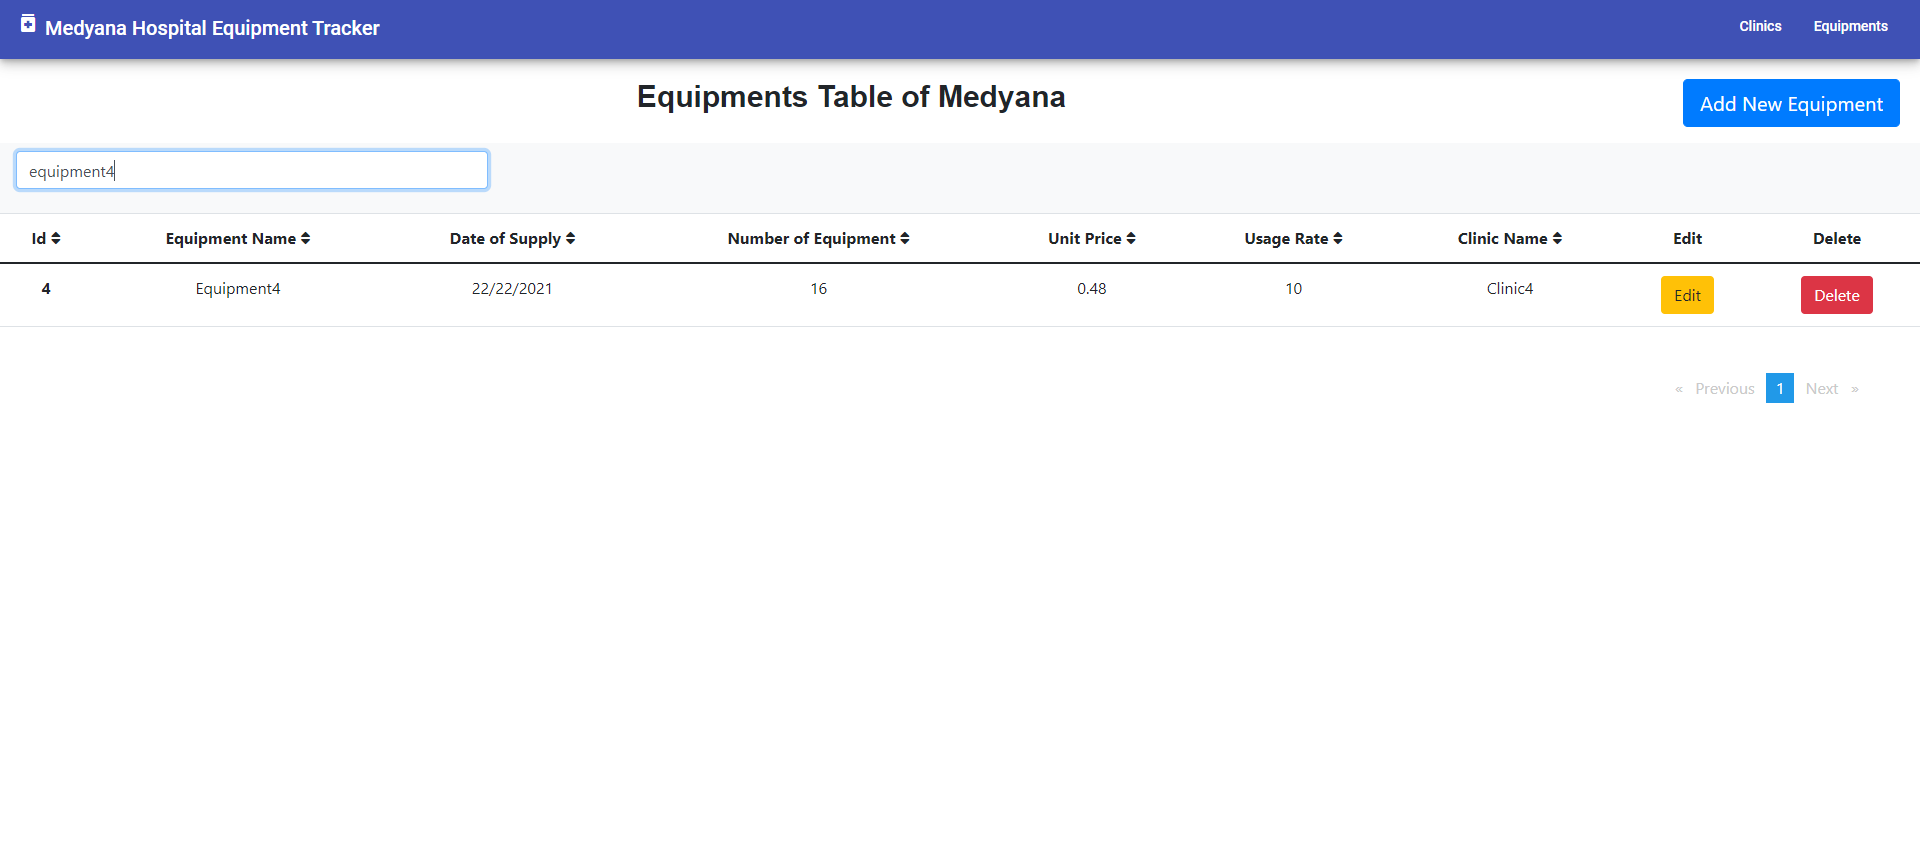 Medyana Hospital Equipment Tracker Clinics Equipments
Equipments Table of Medyana
Add New Equipment
equipment4
Id Equipment Name Date of Supply Number of Equipment Unit Price Usage Rate Clinic Name Edit Delete
4 Equipment4 22/22/2021 16 0.48 10 Clinic4 Edit Delete
« Previous 1 Next »